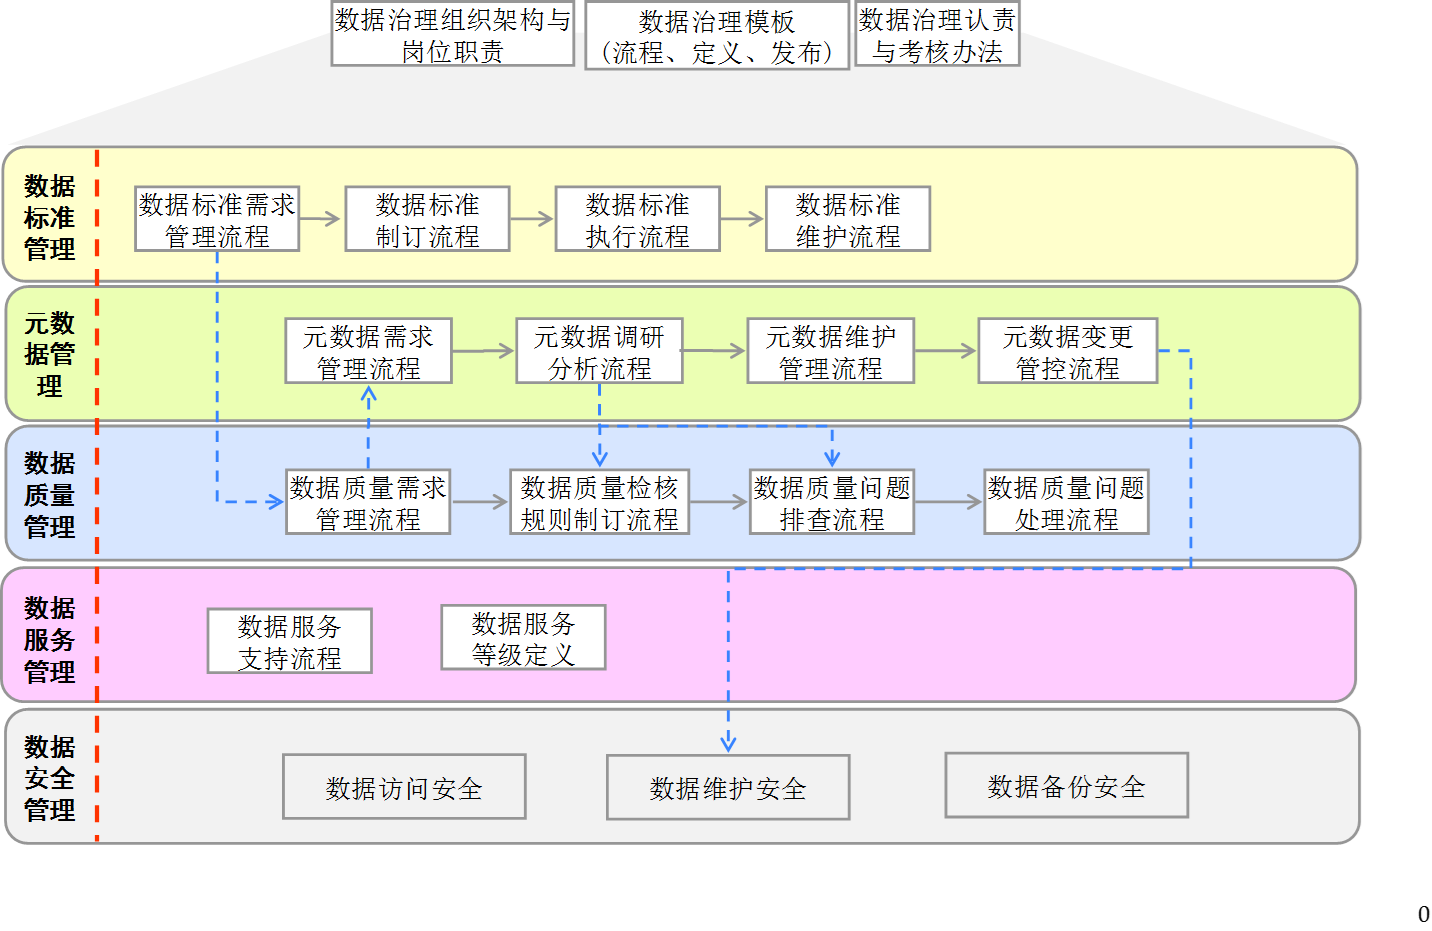 数据治理组织架构与
岗位职责
数据治理模板
（流程、定义、发布）
数据治理认责
与考核办法
数据
标准
管理
数据标准需求
管理流程
数据标准
制订流程
数据标准
执行流程
数据标准
维护流程
元数
据管
理
元数据需求
管理流程
元数据调研
分析流程
元数据维护
管理流程
元数据变更
管控流程
数据
质量
管理
数据质量需求
管理流程
数据质量检核
规则制订流程
数据质量问题
排查流程
数据质量问题
处理流程
数据
服务
管理
数据服务
支持流程
数据服务
等级定义
数据
安全
管理
数据访问安全
数据维护安全
数据备份安全
0